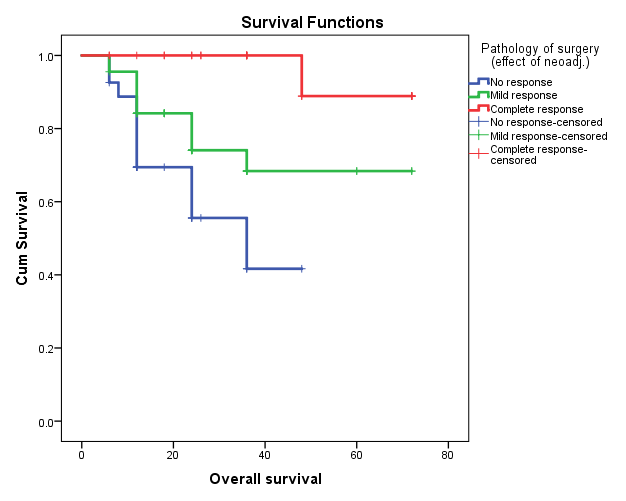 Survival Functions
Pathology of surgery
(effect of neoadj.)
No response
Mild response
Complete response
No response-censored
Mild response-censored
Complete response-
censored
Cum Survival
1.0
0.8
0.6
0.4
0.2
0.0
0 20 40 60 80
Overall survival